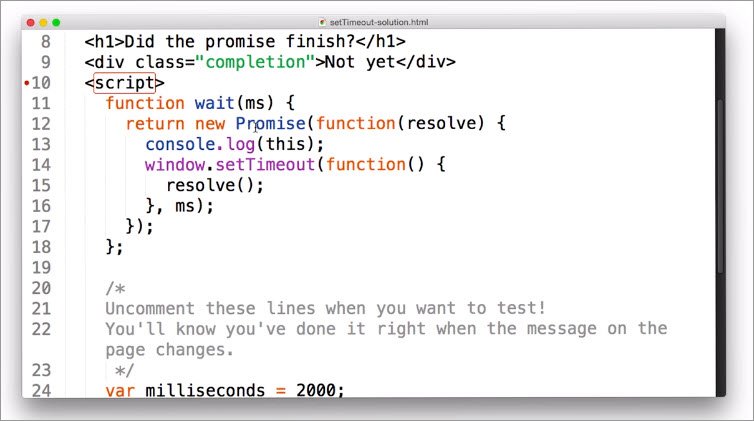 setTimeout-solution.html
8 <h1>Did the promise finish?</h1>
9 <div class="completion">Not yet</div>
10 <script>
11 function wait(ms) {
12 return new Promise(function(resolve) {
13 console.log(this);
14 window.setTimeout(function() {
15 resolve();
16 }, ms);
17 });
18 };
19
20 /*
21 Uncomment these lines when you want to test!
22 You'll know you've done it right when the message on the
page changes.
23 */
24 var milliseconds = 2000;